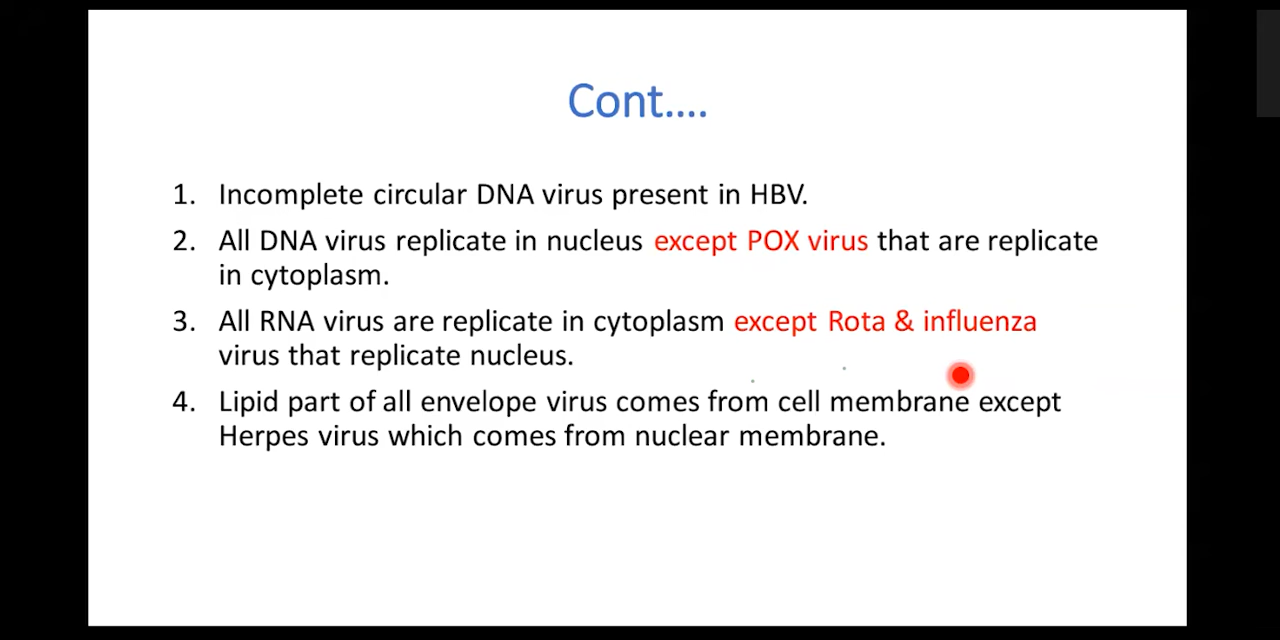 Cont....
1. Incomplete circular DNA virus present in HBV.
2. All DNA virus replicate in nucleus except POX virus that are replicate
in cytoplasm.
3. All RNA virus are replicate in cytoplasm except Rota & influenza
virus that replicate nucleus.
4. Lipid part of all envelope virus comes from cell membrane except
Herpes virus which comes from nuclear membrane.